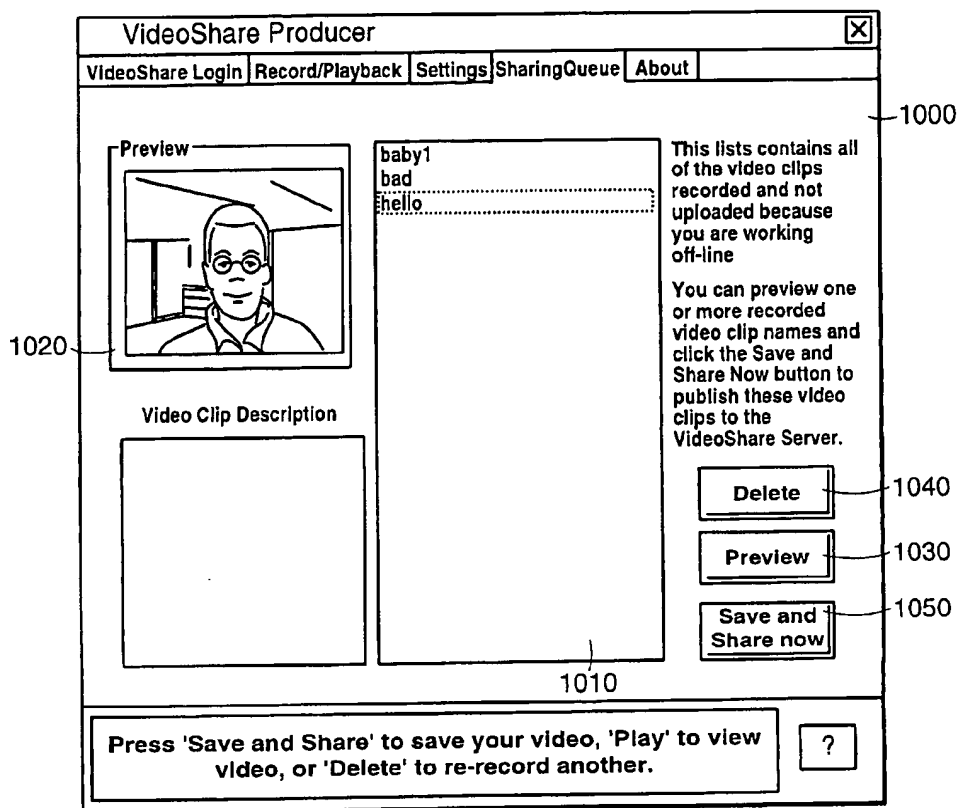 VideoShare Producer
VideoShare Login Record/Playback Settings SharingQueue About
1000
Preview
1020
Video Clip Description
baby1
bad
hello
1010
This lists contains all
of the video clips
recorded and not
uploaded because
you are working
off-line
You can preview one
or more recorded
video clip names and
click the Save and
Share Now button to
publish these video
clips to the
VideoShare Server.
Delete
1040
Preview
1030
Save and
Share now
1050
Press 'Save and Share' to save your video, 'Play' to view
video, or 'Delete' to re-record another.
?